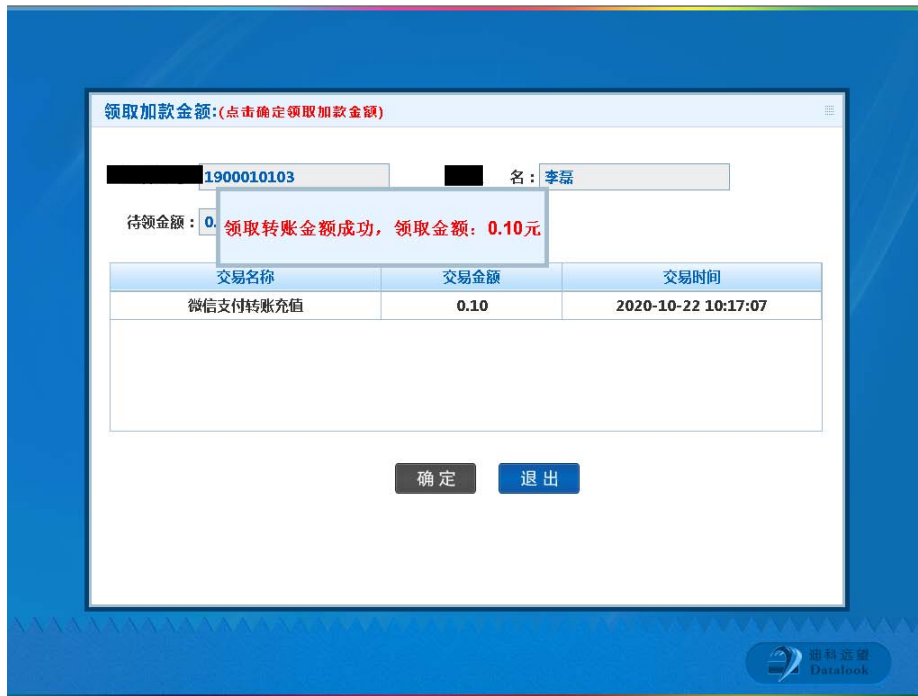 领取加款金额:(点击确定领取加款金额)
1900010103
名：李磊
待领金额：0.
领取转账金额成功，领取金额：0.10元
交易名称 交易金额 交易时间
微信支付转账充值 0.10 2020-10-22 10:17:07
确定 退出
迪科远望
Datalook